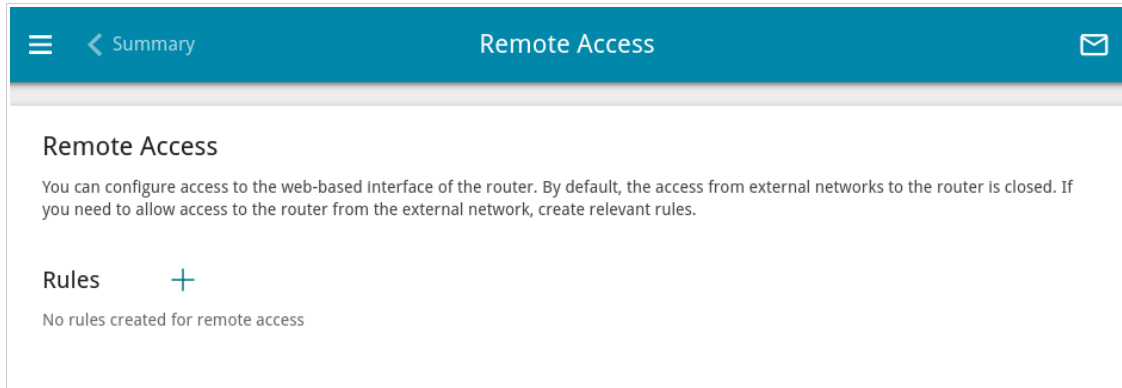 Summary
Remote Access
Remote Access
You can configure access to the web-based interface of the router. By default, the access from external networks to the router is closed. If
you need to allow access to the router from the external network, create relevant rules.
Rules
No rules created for remote access